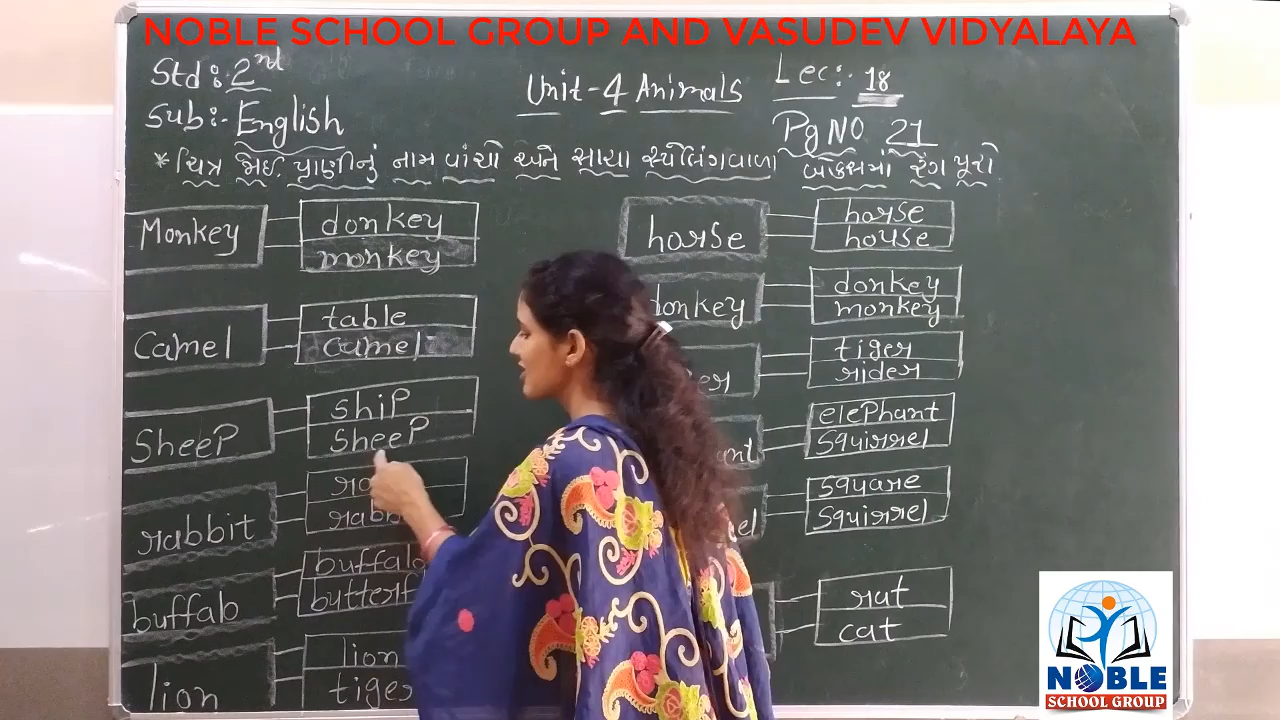 NOBLE SCHOOL GROUP AND VASUDEV VIDYALAYA
Std:- 2nd
Unit-4 Animals
Lec:- 18
Sub:- English
Pg NO 21
*ચિત્ર જોઈ પ્રાણીનું નામ વાંચો અને સાચા સ્પેલિંગવાળા બોક્સમાં રંગ પૂરો
Monkey
donkey
monkey
Camel
table
camel
SheeP
ShiP
SheeP
rabbit
buffalo
buffalo
lion
lion
tiger
horse
horse
house
donkey
donkey
monkey
tiger
rider
elePhant
Squirrel
Square
Squirrel
rat
cat
NOBLE
SCHOOL GROUP